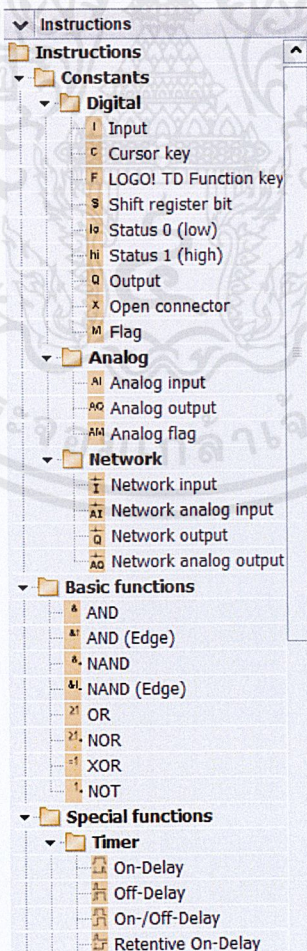 Instructions
Instructions
Constants
Digital
I Input
C Cursor key
F LOGO! TD Function key
S Shift register bit
lo Status 0 (low)
hi Status 1 (high)
Q Output
X Open connector
M Flag
Analog
AI Analog input
AQ Analog output
AM Analog flag
Network
I Network input
AI Network analog input
Q Network output
AQ Network analog output
Basic functions
& AND
&↑ AND (Edge)
& NAND
&↓ NAND (Edge)
≥1 OR
≥1 NOR
=1 XOR
1 NOT
Special functions
Timer
On-Delay
Off-Delay
On-/Off-Delay
Retentive On-Delay